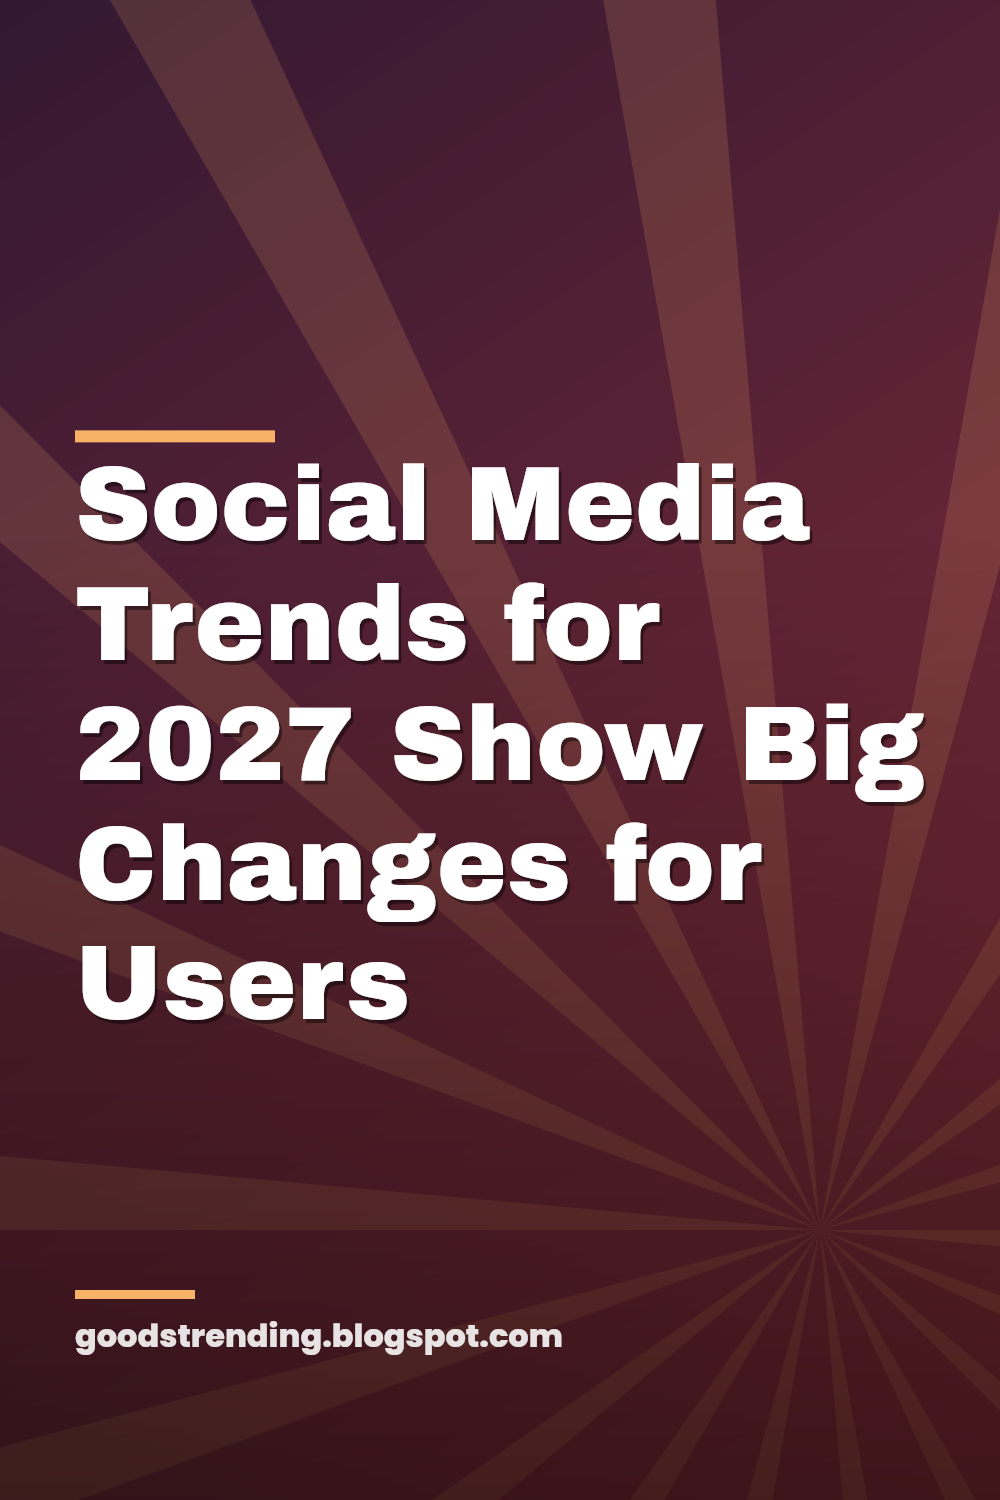 Social Media
Trends for
2027 Show Big
Changes for
Users
goodstrending.blogspot.com